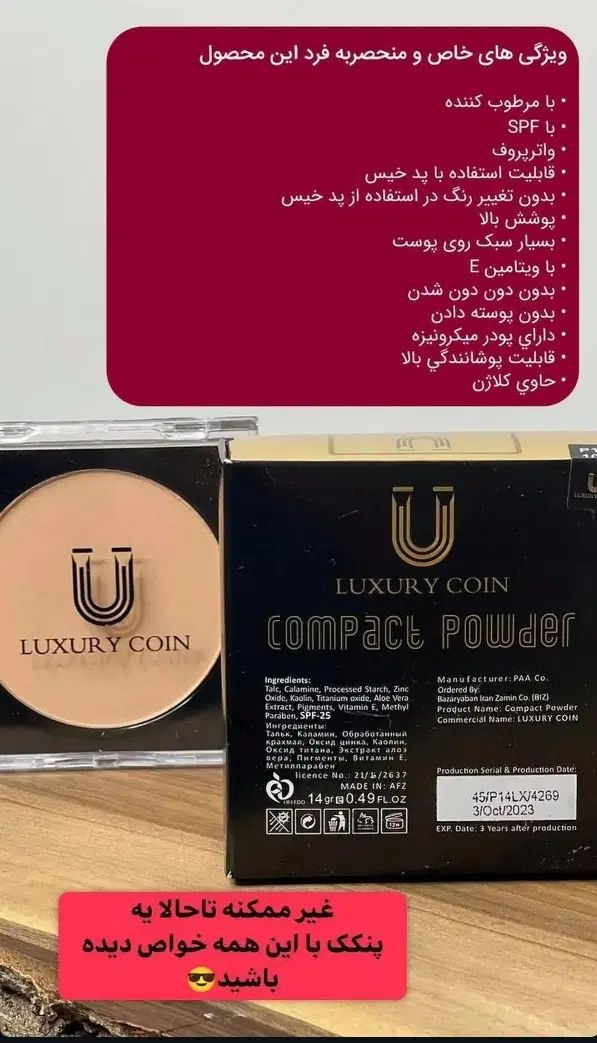 ویژگی های خاص و منحصربه فرد این محصول
• با مرطوب کننده
• با SPF
• واترپروف
• قابلیت استفاده با پد خیس
• بدون تغییر رنگ در استفاده از پد خیس
• پوشش بالا
• بسیار سبک روی پوست
• با ویتامین E
• بدون دون دون شدن
• بدون پوسته دادن
• داراي پودر میکرونیزه
• قابلیت پوشانندگي بالا
• حاوي کلاژن
LUXURY COIN
LUXURY COIN
compact powder
Ingredients:
Talc, Calamine, Processed Starch, Zinc
Oxide, Kaolin, Titanium oxide, Aloe Vera
Extract, Pigments, Vitamin E, Methyl
Paraben, SPF-25
Ингредиенты:
Тальк, Каламин, Обработанный
крахмал, Оксид цинка, Каолин,
Оксид титана, Экстракт алоэ
вера, Пигменты, Витамин Е,
Метилпарабен
licence No.: 21/ /2637
MADE IN: AFZ
14gr e 0.49FL.OZ
IREFDO
12M
Manufacturer: PAA Co.
Ordered By:
Bazaryaban Iran Zamin Co. (BIZ)
Product Name: Compact Powder
Commercial Name: LUXURY COIN
Production Serial & Production Date:
45/P14LX/4269
3/Oct/2023
EXP. Date: 3 Years after production
غیر ممکنه تاحالا یه
پنکک با این همه خواص دیده
باشید😎